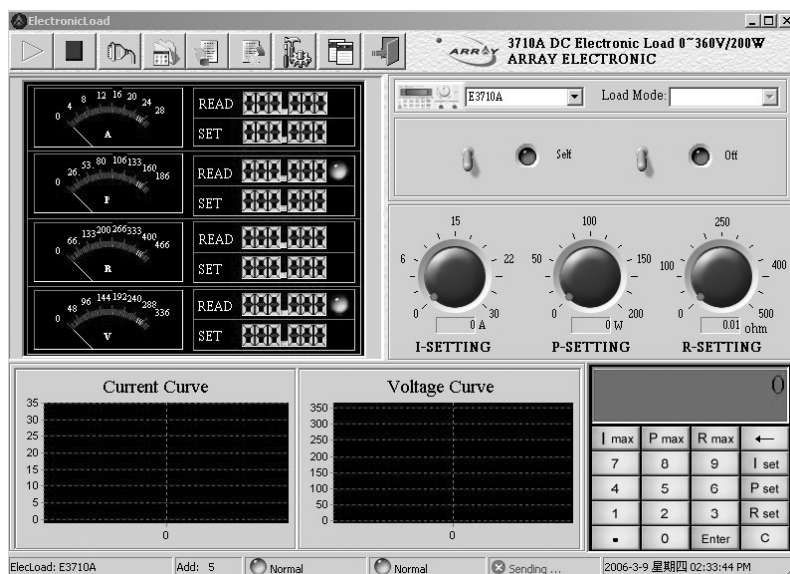 ElectronicLoad
ARRAY
3710A DC Electronic Load 0~360V/200W
ARRAY ELECTRONIC
0 4 8 12 16 20 24 28
A
READ
SET
0 26. 53. 80 106133 160 186
P
READ
SET
0 66. 133200266333 400 466
R
READ
SET
0 48 96 144 192 240 288 336
V
READ
SET
E3710A
Load Mode:
Self
Off
0 6 15 22 30
0 A
I-SETTING
0 50 100 150 200
0 W
P-SETTING
0 100 250 400 500
0.01 ohm
R-SETTING
Current Curve
35
30
25
20
15
10
5
0
0
Voltage Curve
350
300
250
200
150
100
50
0
0
0
I max P max R max ←
7 8 9 I set
4 5 6 P set
1 2 3 R set
. 0 Enter C
ElecLoad: E3710A Add: 5 Normal Normal Sending ... 2006-3-9 星期四 02:33:44 PM